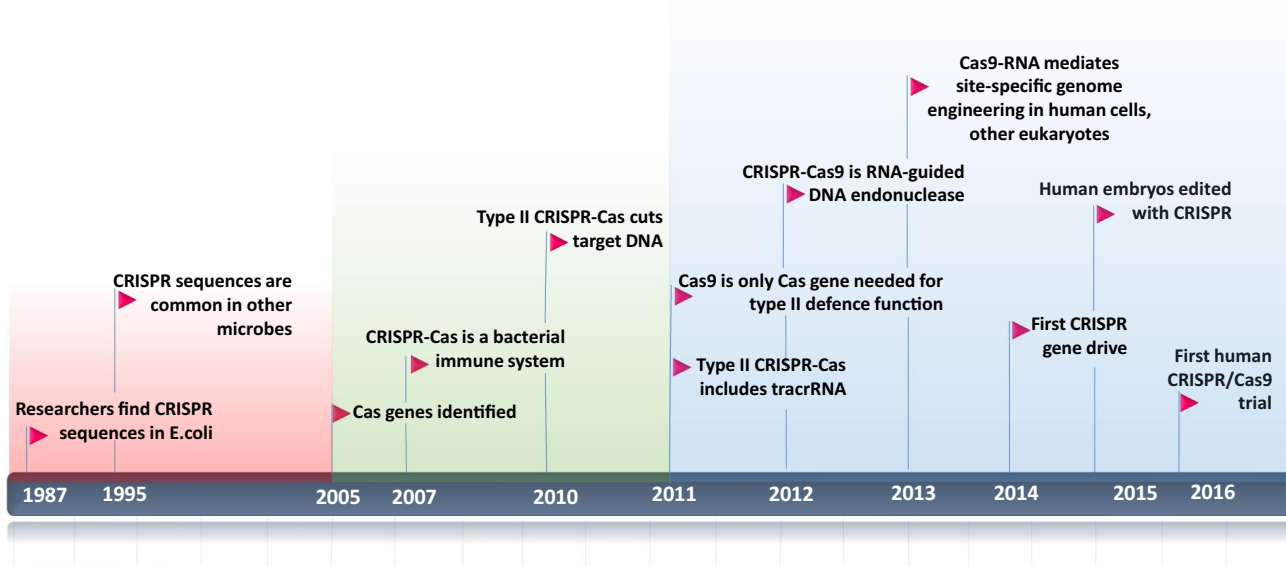 Cas9-RNA mediates
site-specific genome
engineering in human cells,
other eukaryotes
CRISPR-Cas9 is RNA-guided
DNA endonuclease
Human embryos edited
with CRISPR
Type II CRISPR-Cas cuts
target DNA
CRISPR sequences are
common in other
microbes
Cas9 is only Cas gene needed for
type II defence function
CRISPR-Cas is a bacterial
immune system
First CRISPR
gene drive
Type II CRISPR-Cas
includes tracrRNA
First human
CRISPR/Cas9
trial
Researchers find CRISPR
sequences in E.coli
Cas genes identified
1987 1995 2005 2007 2010 2011 2012 2013 2014 2015 2016